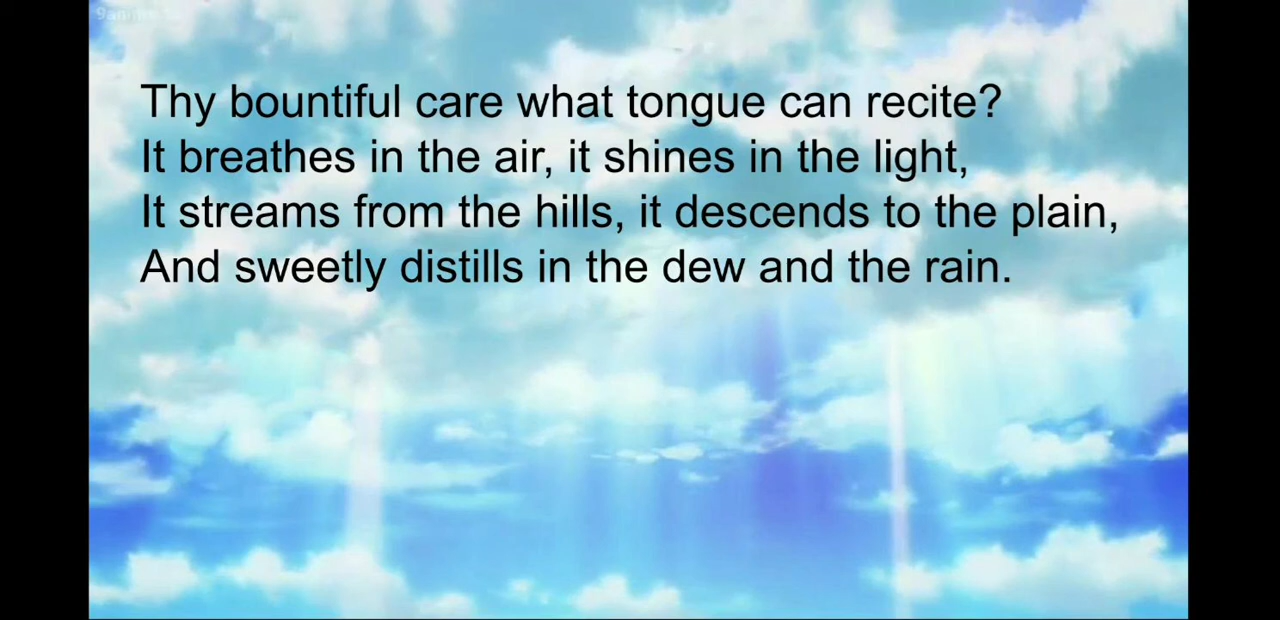 Thy bountiful care what tongue can recite?
It breathes in the air, it shines in the light,
It streams from the hills, it descends to the plain,
And sweetly distills in the dew and the rain.